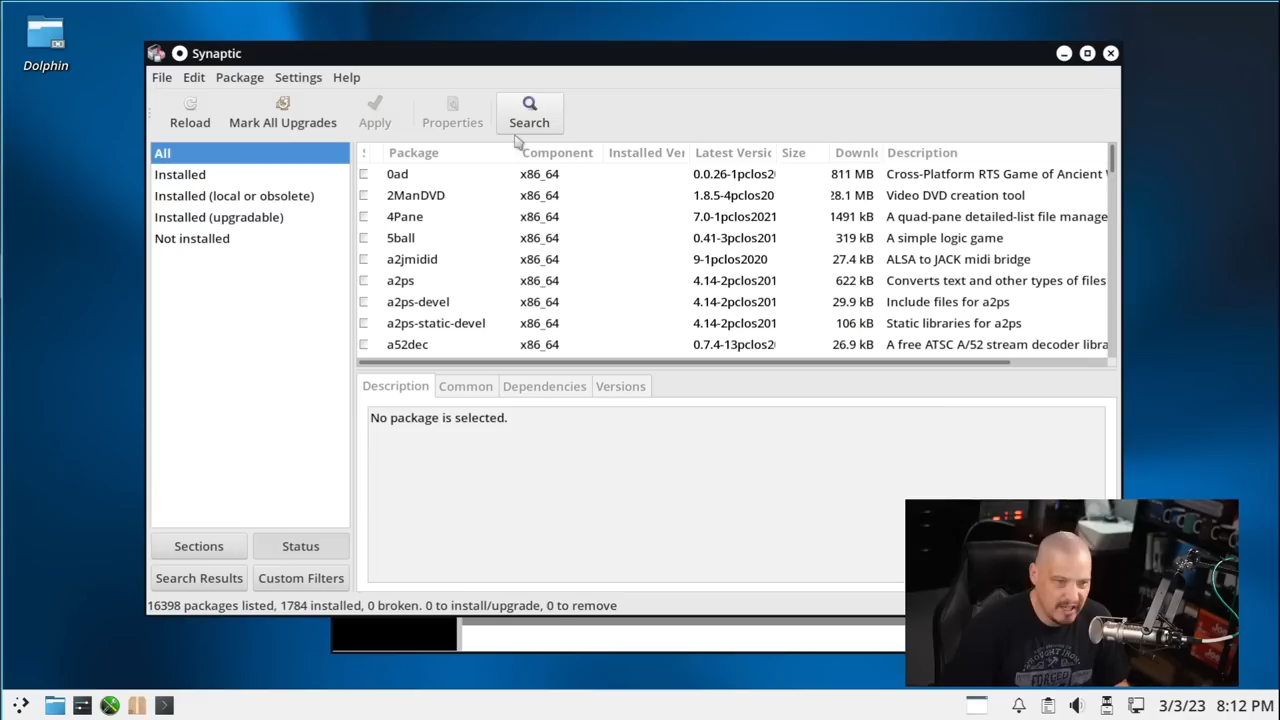 Dolphin
Synaptic
File Edit Package Settings Help
Reload Mark All Upgrades Apply Properties Search
All
Installed
Installed (local or obsolete)
Installed (upgradable)
Not installed
Package Component Installed Ver Latest Versic Size Downl Description
0ad x86_64 0.0.26-1pclos2 811 MB Cross-Platform RTS Game of Ancient
2ManDVD x86_64 1.8.5-4pclos20 28.1 MB Video DVD creation tool
4Pane x86_64 7.0-1pclos2021 1491 kB A quad-pane detailed-list file manage
5ball x86_64 0.41-3pclos201 319 kB A simple logic game
a2jmidid x86_64 9-1pclos2020 27.4 kB ALSA to JACK midi bridge
a2ps x86_64 4.14-2pclos201 622 kB Converts text and other types of files
a2ps-devel x86_64 4.14-2pclos201 29.9 kB Include files for a2ps
a2ps-static-devel x86_64 4.14-2pclos201 106 kB Static libraries for a2ps
a52dec x86_64 0.7.4-13pclos2 26.9 kB A free ATSC A/52 stream decoder libra
Description Common Dependencies Versions
No package is selected.
Sections Status
Search Results Custom Filters
16398 packages listed, 1784 installed, 0 broken. 0 to install/upgrade, 0 to remove
FORGED
3/3/23 8:12 PM